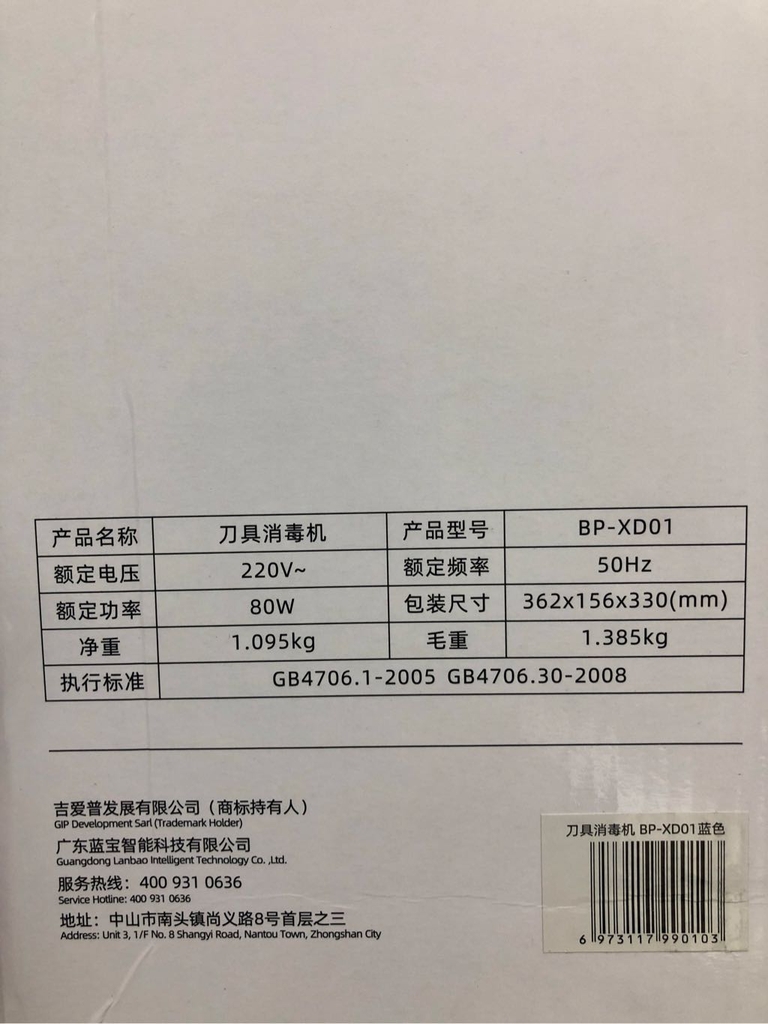 产品名称 刀具消毒机 产品型号 BP-XD01
额定电压 220V~ 额定频率 50Hz
额定功率 80W 包装尺寸 362x156x330(mm)
净重 1.095kg 毛重 1.385kg
执行标准 GB4706.1-2005 GB4706.30-2008
吉爱普发展有限公司（商标持有人）
GIP Development Sarl (Trademark Holder)
广东蓝宝智能科技有限公司
Guangdong Lanbao Intelligent Technology Co. ,Ltd.
服务热线：400 931 0636
Service Hotline: 400 931 0636
地址：中山市南头镇尚义路8号首层之三
Address: Unit 3, 1/F No. 8 Shangyi Road, Nantou Town, Zhongshan City
刀具消毒机 BP-XD01蓝色
6 973117 990103